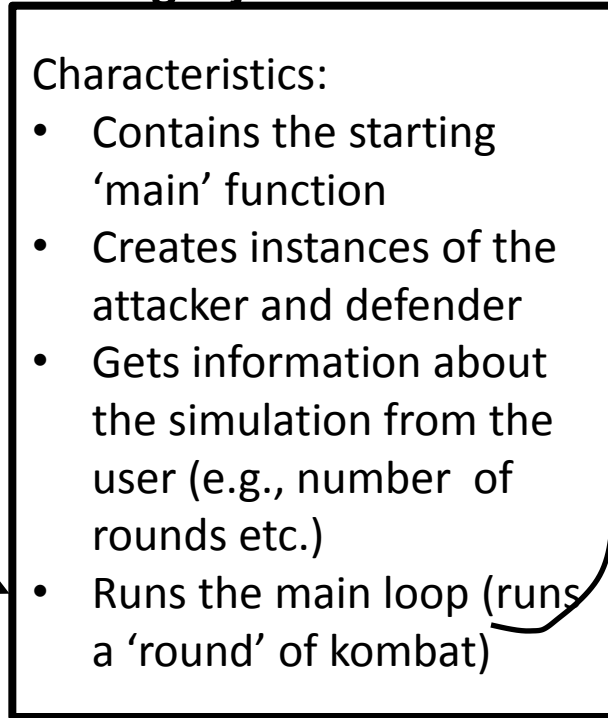 Characteristics:
• Contains the starting
‘main’ function
• Creates instances of the
attacker and defender
• Gets information about
the simulation from the
user (e.g., number of
rounds etc.)
• Runs the main loop (runs
a ‘round’ of kombat)